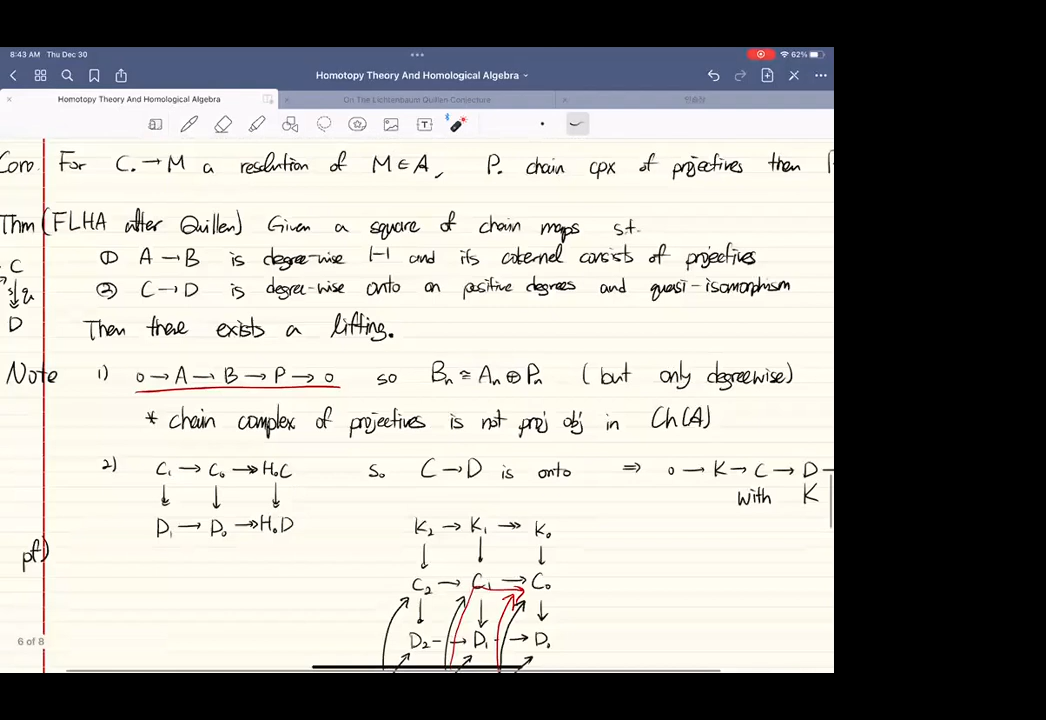 8:43 AM Thu Dec 30
62%
Homotopy Theory And Homological Algebra
Homotopy Theory And Homological Algebra
On The Lichtenbaum Quillen Conjecture
Coro. For C. → M a resolution of M ∈ A, P. chain cpx of projectives then
Thm (FLHA after Quillen) Given a square of chain maps s.t.
① A → B is degree-wise 1-1 and its cokernel consists of projectives
② C → D is degree-wise onto on positive degrees and quasi-isomorphism
C
D
Then there exists a lifting.
Note 1) 0 → A → B → P → 0 so Bn ≅ An ⊕ Pn (but only degreewise)
* chain complex of projectives is not proj obj in Ch(A)
2) C₁ → C₀ ↠ H₀C so C → D is onto ⇒ 0 → K → C → D
with K
D₁ → D₀ ↠ H₀D
K₂ → K₁ ↠ K₀
pf)
C₂ → C₁ → C₀
D₂ → D₁ → D₀
6 of 8